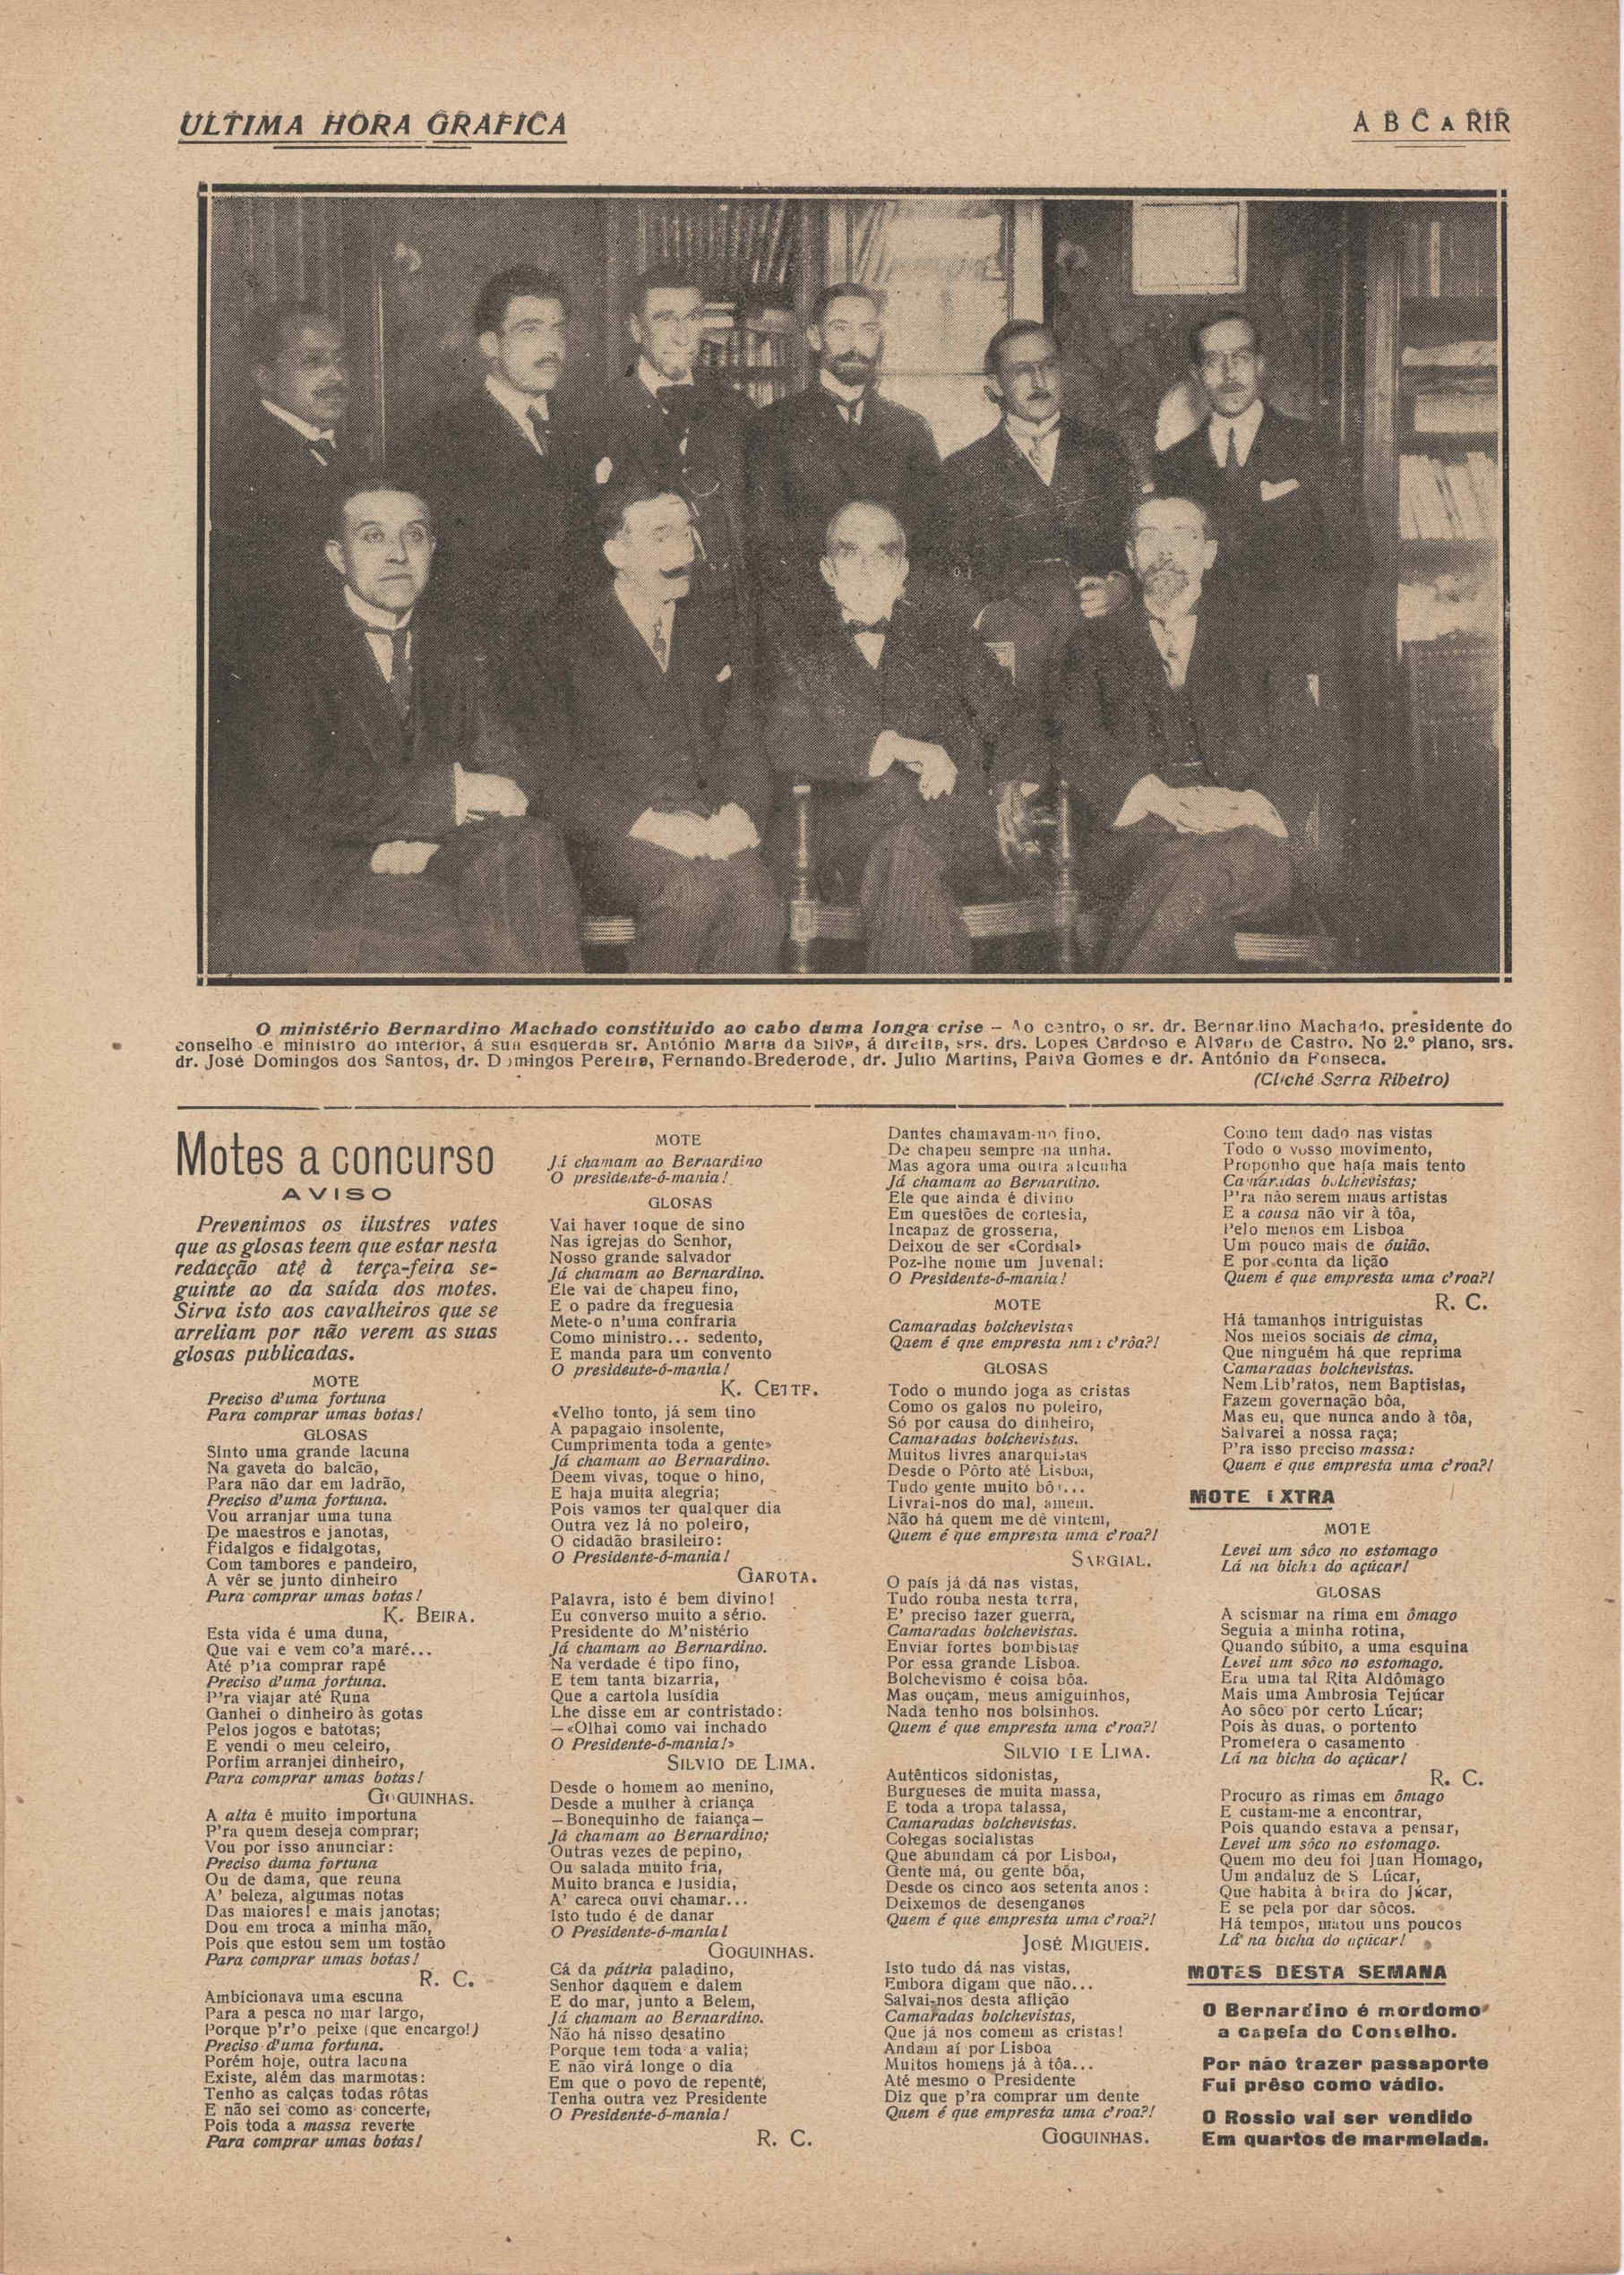 ULTIMA HORA GRAFICA
A B C A RIR
O ministério Bernardino Machado constituido ao cabo duma longa crise — Ao centro, o sr. dr. Bernardino Machado, presidente do
conselho e ministro do interior, á sua esquerda sr. António Maria da Silva, á direita, srs. drs. Lopes Cardoso e Alvaro de Castro. No 2.º plano, srs.
dr. José Domingos dos Santos, dr. Domingos Pereira, Fernando Brederode, dr. Julio Martins, Paiva Gomes e dr. António da Fonseca.
(Cliché Serra Ribeiro)
Motes a concurso
AVISO
Prevenimos os ilustres vates
que as glosas teem que estar nesta
redacção até à terça-feira se-
guinte ao da saída dos motes.
Sirva isto aos cavalheiros que se
arreliam por não verem as suas
glosas publicadas.
MOTE
Preciso d'uma fortuna
Para comprar umas botas!
GLOSAS
Sinto uma grande lacuna
Na gaveta do balcão,
Para não dar em ladrão,
Preciso d'uma fortuna.
Vou arranjar uma tuna
De maestros e janotas,
Fidalgos e fidalgotas,
Com tambores e pandeiro,
A vêr se junto dinheiro
Para comprar umas botas!
K. BEIRA.
Esta vida é uma duna,
Que vai e vem co'a maré...
Até p'ra comprar rapé
Preciso d'uma fortuna.
P'ra viajar até Runa
Ganhei o dinheiro às gotas
Pelos jogos e batotas;
E vendi o meu celeiro,
Porfim arranjei dinheiro,
Para comprar umas botas!
GOGUINHAS.
A alta é muito importuna
P'ra quem deseja comprar;
Vou por isso anunciar:
Preciso duma fortuna
Ou de dama, que reuna
A' beleza, algumas notas
Das maiores! e mais janotas;
Dou em troca a minha mão,
Pois que estou sem um tostão
Para comprar umas botas!
R. C.
Ambicionava uma escuna
Para a pesca no mar largo,
Porque p'r'o peixe (que encargo!)
Preciso d'uma fortuna.
Porém hoje, outra lacuna
Existe, além das marmotas:
Tenho as calças todas rôtas
E não sei como as concerte,
Pois toda a massa reverte
Para comprar umas botas!
MOTE
Já chamam ao Bernardino
O presidente-ó-mania!
GLOSAS
Vai haver toque de sino
Nas igrejas do Senhor,
Nosso grande salvador
Já chamam ao Bernardino.
Ele vai de chapeu fino,
E o padre da freguesia
Mete-o n'uma confraria
Como ministro... sedento,
E manda para um convento
O presideute-ó-mania!
K. CETTE.
«Velho tonto, já sem tino
A papagaio insolente,
Cumprimenta toda a gente»
Já chamam ao Bernardino.
Deem vivas, toque o hino,
E haja muita alegria;
Pois vamos ter qualquer dia
Outra vez lá no poleiro,
O cidadão brasileiro:
O Presidente-ó-mania!
GAROTA.
Palavra, isto é bem divino!
Eu converso muito a sério.
Presidente do M'nistério
Já chamam ao Bernardino.
Na verdade é tipo fino,
E tem tanta bizarria,
Que a cartola lusídia
Lhe disse em ar contristado:
—«Olhai como vai inchado
O Presidente-ó-mania!»
SILVIO DE LIMA.
Desde o homem ao menino,
Desde a mulher à criança
—Bonequinho de faiança—
Já chamam ao Bernardino;
Outras vezes de pepino,
Ou salada muito fria,
Muito branca e lusidia,
A' careca ouvi chamar...
Isto tudo é de danar
O Presidente-ó-mania!
GOGUINHAS.
Cá da pátria paladino,
Senhor daquem e dalem
E do mar, junto a Belem,
Já chamam ao Bernardino.
Não há nisso desatino
Porque tem toda a valia;
E não virá longe o dia
Em que o povo de repente,
Tenha outra vez Presidente
O Presidente-ó-mania!
R. C.
Dantes chamavam-no fino,
De chapeu sempre na unha.
Mas agora uma outra alcunha
Já chamam ao Bernardino.
Ele que ainda é divino
Em questões de cortesia,
Incapaz de grosseria,
Deixou de ser «Cordial»
Poz-lhe nome um juvenal:
O Presidente-ó-mania!
MOTE
Camaradas bolchevistas
Quem é qne empresta uma c'rôa?!
GLOSAS
Todo o mundo joga as cristas
Como os galos no poleiro,
Só por causa do dinheiro,
Camaradas bolchevistas.
Muitos livres anarquistas
Desde o Pôrto até Lisboa,
Tudo gente muito bôa...
Livrai-nos do mal, amem.
Não há quem me dê vintem,
Quem é que empresta uma c'roa?!
SARGIAL.
O país já dá nas vistas,
Tudo rouba nesta terra,
E' preciso fazer guerra,
Camaradas bolchevistas.
Enviar fortes bombistas
Por essa grande Lisboa.
Bolchevismo é coisa bôa.
Mas ouçam, meus amiguinhos,
Nada tenho nos bolsinhos.
Quem é que empresta uma c'roa?!
SILVIO DE LIMA.
Autênticos sidonistas,
Burgueses de muita massa,
E toda a tropa talassa,
Camaradas bolchevistas.
Colegas socialistas
Que abundam cá por Lisboa,
Gente má, ou gente bôa,
Desde os cinco aos setenta anos:
Deixemos de desenganos
Quem é que empresta uma c'roa?!
JOSÉ MIGUEIS.
Isto tudo dá nas vistas,
Embora digam que não...
Salvai-nos desta aflição
Camaradas bolchevistas,
Que já nos comem as cristas!
Andam aí por Lisboa
Muitos homens já à tôa...
Até mesmo o Presidente
Diz que p'ra comprar um dente
Quem é que empresta uma c'roa?!
GOGUINHAS.
Como tem dado nas vistas
Todo o vosso movimento,
Proponho que haja mais tento
Camaradas bolchevistas;
P'ra não serem maus artistas
E a cousa não vir à tôa,
Pelo menos em Lisboa
Um pouco mais de óuião.
E por conta da lição
Quem é que empresta uma c'roa?!
R. C.
Há tamanhos intriguistas
Nos meios sociais de cima,
Que ninguém há que reprima
Camaradas bolchevistas.
Nem Lib'ratos, nem Baptistas,
Fazem governação bôa,
Mas eu, que nunca ando à tôa,
Salvarei a nossa raça;
P'ra isso preciso massa:
Quem é que empresta uma c'roa?!
MOTE EXTRA
MOTE
Levei um sôco no estomago
Lá na bicha do açúcar!
GLOSAS
A scismar na rima em ômago
Seguia a minha rotina,
Quando súbito, a uma esquina
Levei um sôco no estomago.
Era uma tal Rita Aldômago
Mais uma Ambrosia Tejúcar
Ao sôco por certo Lúcar;
Pois às duas, o portento
Prometera o casamento
Lá na bicha do açúcar!
R. C.
Procuro as rimas em ômago
E custam-me a encontrar,
Pois quando estava a pensar,
Levei um sôco no estomago.
Quem mo deu foi Juan Homago,
Um andaluz de S. Lúcar,
Que habita à beira do Júcar,
E se pela por dar sôcos.
Há tempos, matou uns poucos
Lá na bicha do açúcar!
MOTES DESTA SEMANA
O Bernardino é mordomo
a capela do Conselho.
Por não trazer passaporte
Fui prêso como vádio.
O Rossio vai ser vendido
Em quartos de marmelada.